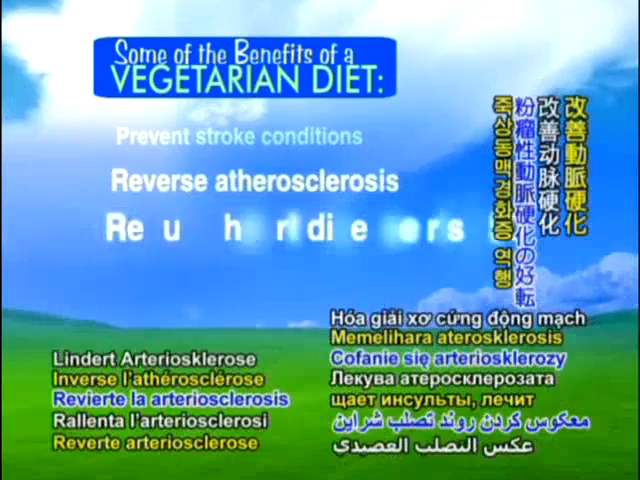 Some of the Benefits of a
VEGETARIAN DIET:
Prevent stroke conditions
Reverse atherosclerosis
改善動脈硬化
改善动脉硬化
粉瘤性動脈硬化の好転
죽상동맥경화증 역행
Hóa giải xơ cứng động mạch
Memelihara aterosklerosis
Cofanie się arteriosklerozy
Лекува атеросклерозата
щает инсульты, лечит
معکوس کردن روند تصلب شراین
عكس التصلب العصيدي
Lindert Arteriosklerose
Inverse l'athérosclérose
Revierte la arteriosclerosis
Rallenta l'arteriosclerosi
Reverte arteriosclerose